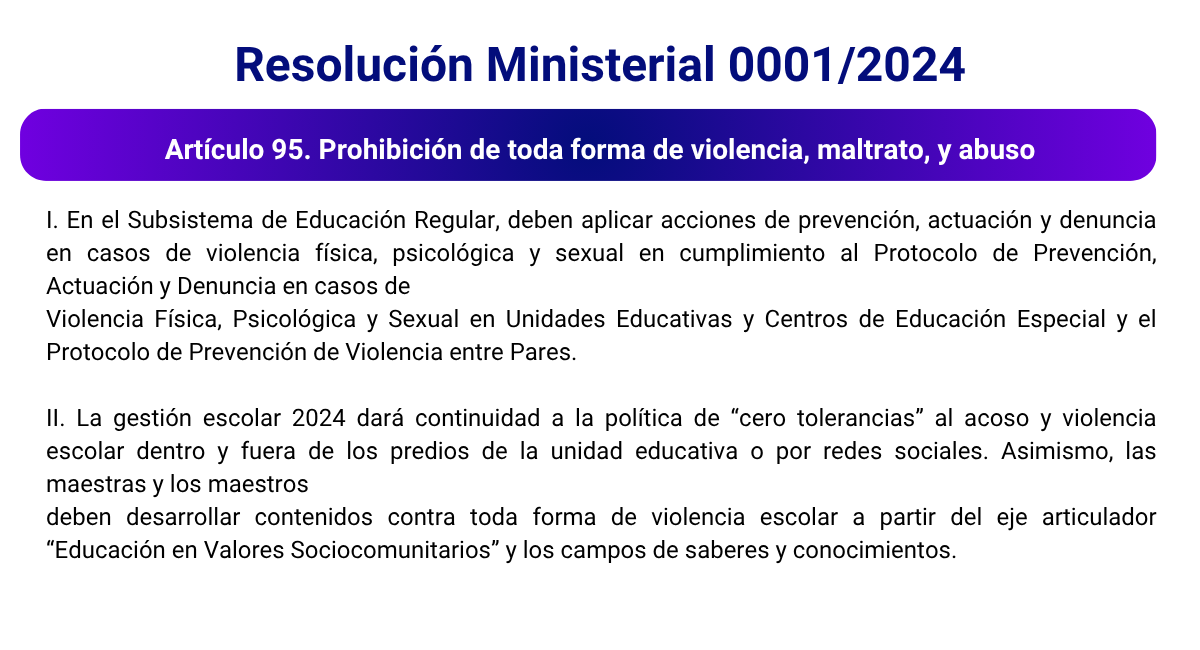 Resolución Ministerial 0001/2024
Artículo 95. Prohibición de toda forma de violencia, maltrato, y abuso
I. En el Subsistema de Educación Regular, deben aplicar acciones de prevención, actuación y denuncia
en casos de violencia física, psicológica y sexual en cumplimiento al Protocolo de Prevención,
Actuación y Denuncia en casos de
Violencia Física, Psicológica y Sexual en Unidades Educativas y Centros de Educación Especial y el
Protocolo de Prevención de Violencia entre Pares.
II. La gestión escolar 2024 dará continuidad a la política de “cero tolerancias” al acoso y violencia
escolar dentro y fuera de los predios de la unidad educativa o por redes sociales. Asimismo, las
maestras y los maestros
deben desarrollar contenidos contra toda forma de violencia escolar a partir del eje articulador
“Educación en Valores Sociocomunitarios” y los campos de saberes y conocimientos.